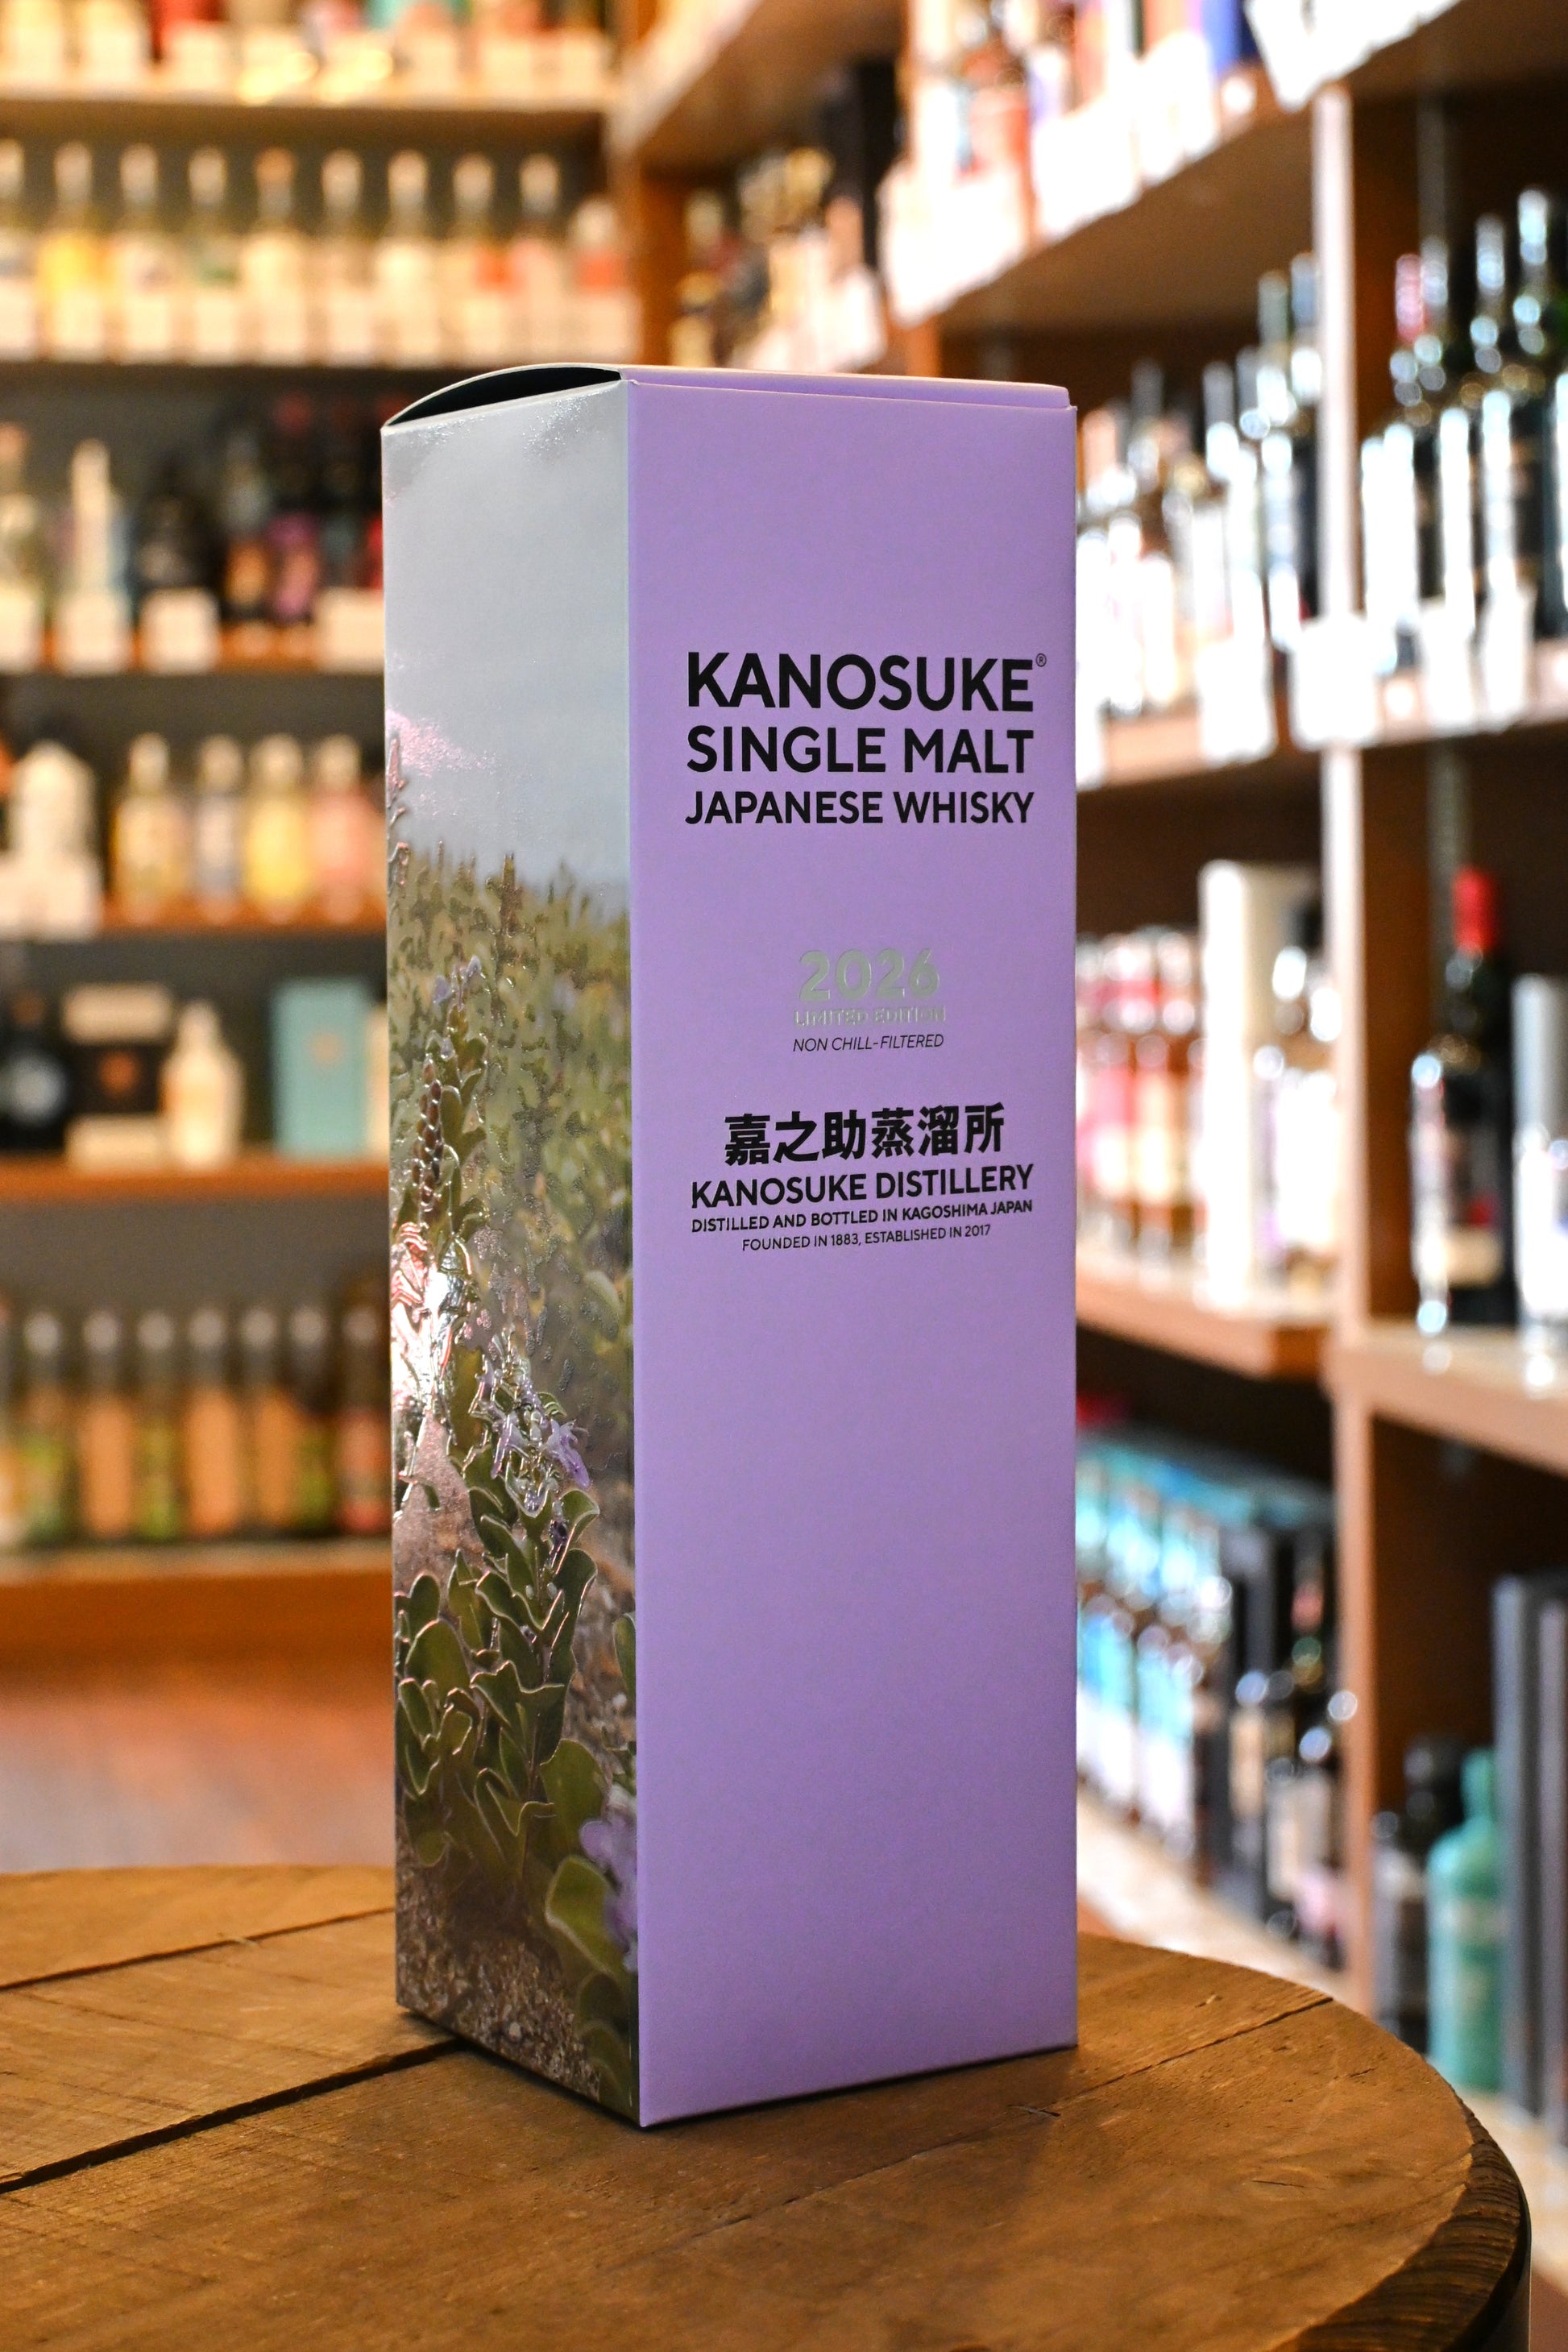 KANOSUKE®
SINGLE MALT
JAPANESE WHISKY
2026
LIMITED EDITION
NON CHILL-FILTERED
嘉之助蒸溜所
KANOSUKE DISTILLERY
DISTILLED AND BOTTLED IN KAGOSHIMA JAPAN
FOUNDED IN 1883, ESTABLISHED IN 2017